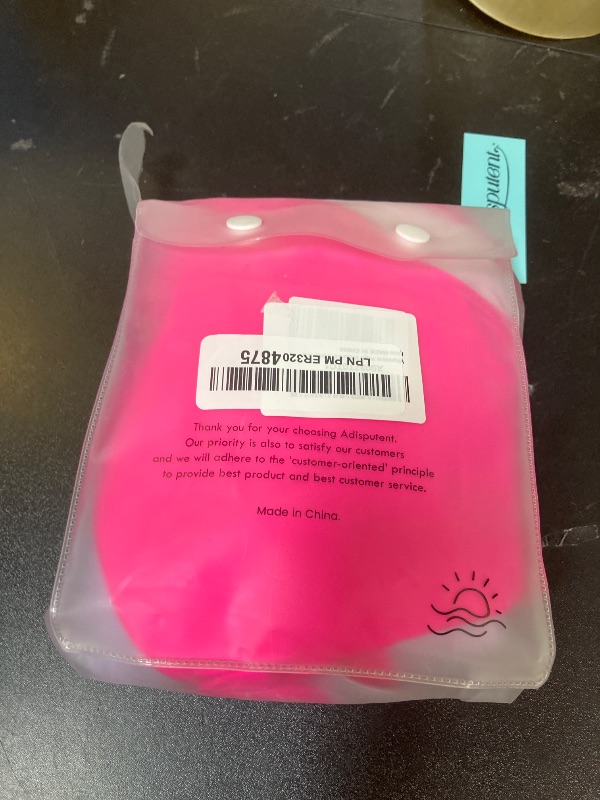 sputent.
LPN PM ER3204875
Thank you for your choosing Adisputent.
Our priority is also to satisfy our customers
and we will adhere to the 'customer-oriented' principle
to provide best product and best customer service.
Made in China.